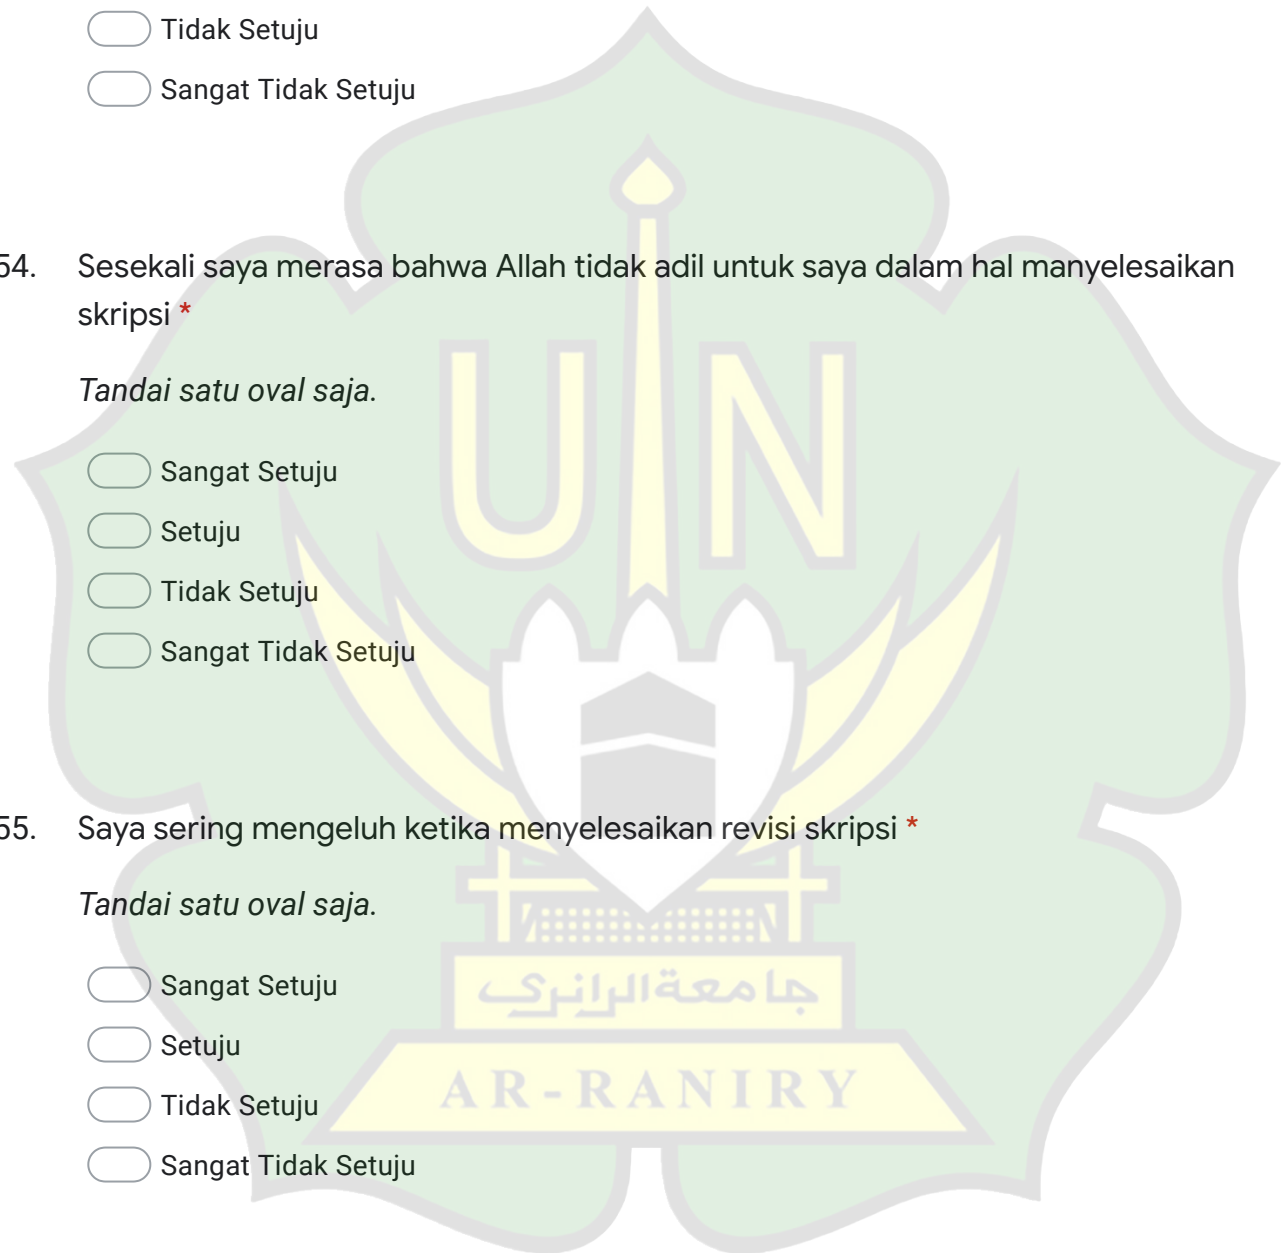 Tidak Setuju
Sangat Tidak Setuju
54. Sesekali saya merasa bahwa Allah tidak adil untuk saya dalam hal manyelesaikan
skripsi *
Tandai satu oval saja.
Sangat Setuju
Setuju
Tidak Setuju
Sangat Tidak Setuju
UIN
55. Saya sering mengeluh ketika menyelesaikan revisi skripsi *
Tandai satu oval saja.
Sangat Setuju
Setuju
Tidak Setuju
Sangat Tidak Setuju
جامعة الرانري
AR-RANIRY